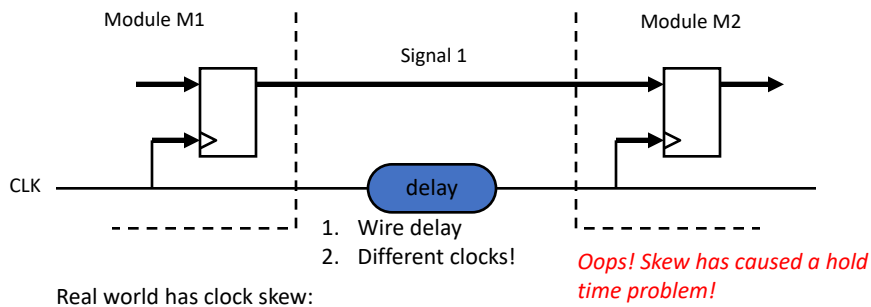 Module M1
Module M2
Signal 1
CLK
delay
1. Wire delay
2. Different clocks!
Oops! Skew has caused a hold
time problem!
Real world has clock skew: